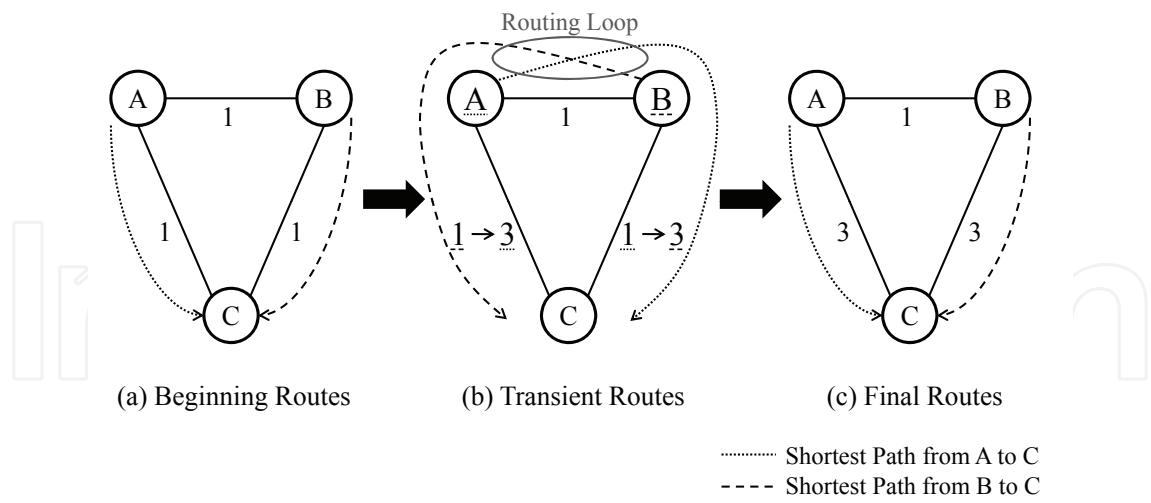 Routing Loop
A
B
1
1
1
C
A
B
1
1 → 3
1 → 3
C
A
B
1
3
3
C
(a) Beginning Routes
(b) Transient Routes
(c) Final Routes
Shortest Path from A to C
Shortest Path from B to C